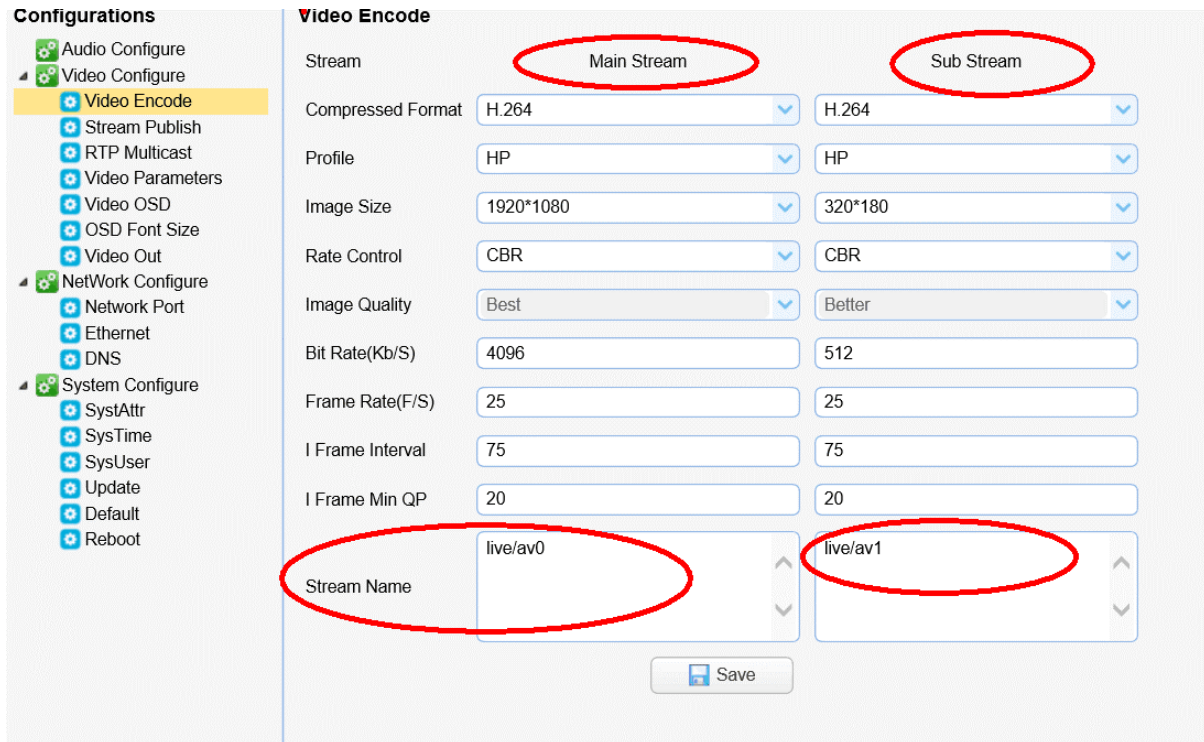 Configurations
Audio Configure
Video Configure
Video Encode
Stream Publish
RTP Multicast
Video Parameters
Video OSD
OSD Font Size
Video Out
NetWork Configure
Network Port
Ethernet
DNS
System Configure
SystAttr
SysTime
SysUser
Update
Default
Reboot
Video Encode
Stream Main Stream Sub Stream
Compressed Format H.264 H.264
Profile HP HP
Image Size 1920*1080 320*180
Rate Control CBR CBR
Image Quality Best Better
Bit Rate(Kb/S) 4096 512
Frame Rate(F/S) 25 25
I Frame Interval 75 75
I Frame Min QP 20 20
Stream Name live/av0 live/av1
Save